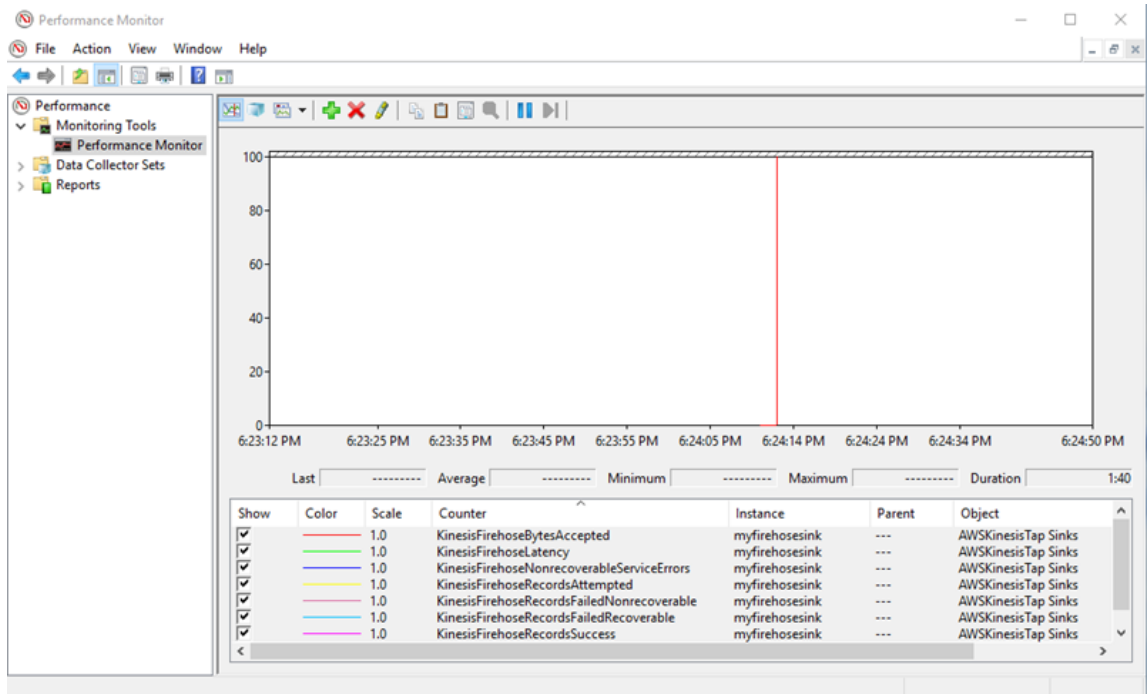 Performance Monitor
File Action View Window Help
Performance
Monitoring Tools
Performance Monitor
Data Collector Sets
Reports
100
80
60
40
20
0
6:23:12 PM 6:23:25 PM 6:23:35 PM 6:23:45 PM 6:23:55 PM 6:24:05 PM 6:24:14 PM 6:24:24 PM 6:24:34 PM 6:24:50 PM
Last --------- Average --------- Minimum --------- Maximum --------- Duration 1:40
Show Color Scale Counter Instance Parent Object
1.0 KinesisFirehoseBytesAccepted myfirehosesink --- AWSKinesisTap Sinks
1.0 KinesisFirehoseLatency myfirehosesink --- AWSKinesisTap Sinks
1.0 KinesisFirehoseNonrecoverableServiceErrors myfirehosesink --- AWSKinesisTap Sinks
1.0 KinesisFirehoseRecordsAttempted myfirehosesink --- AWSKinesisTap Sinks
1.0 KinesisFirehoseRecordsFailedNonrecoverable myfirehosesink --- AWSKinesisTap Sinks
1.0 KinesisFirehoseRecordsFailedRecoverable myfirehosesink --- AWSKinesisTap Sinks
1.0 KinesisFirehoseRecordsSuccess myfirehosesink --- AWSKinesisTap Sinks